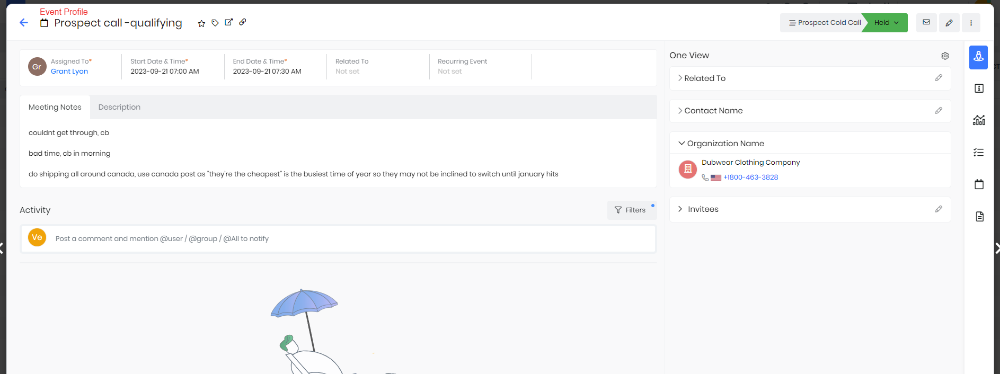 Event Profile
Prospect call -qualifying
Prospect Cold Call
Held
Gr
Assigned To*
Grant Lyon
Start Date & Time*
2023-09-21 07:00 AM
End Date & Time*
2023-09-21 07:30 AM
Related To
Not set
Recurring Event
Not set
Meeting Notes
Description
couldnt get through, cb
bad time, cb in morning
do shipping all around canada, use canada post as "they're the cheapest" is the busiest time of year so they may not be inclined to switch until january hits
Activity
Filters
Ve
Post a comment and mention @user / @group / @All to notify
One View
Related To
Contact Name
Organization Name
Dubwear Clothing Company
+1800-463-3828
Invitees